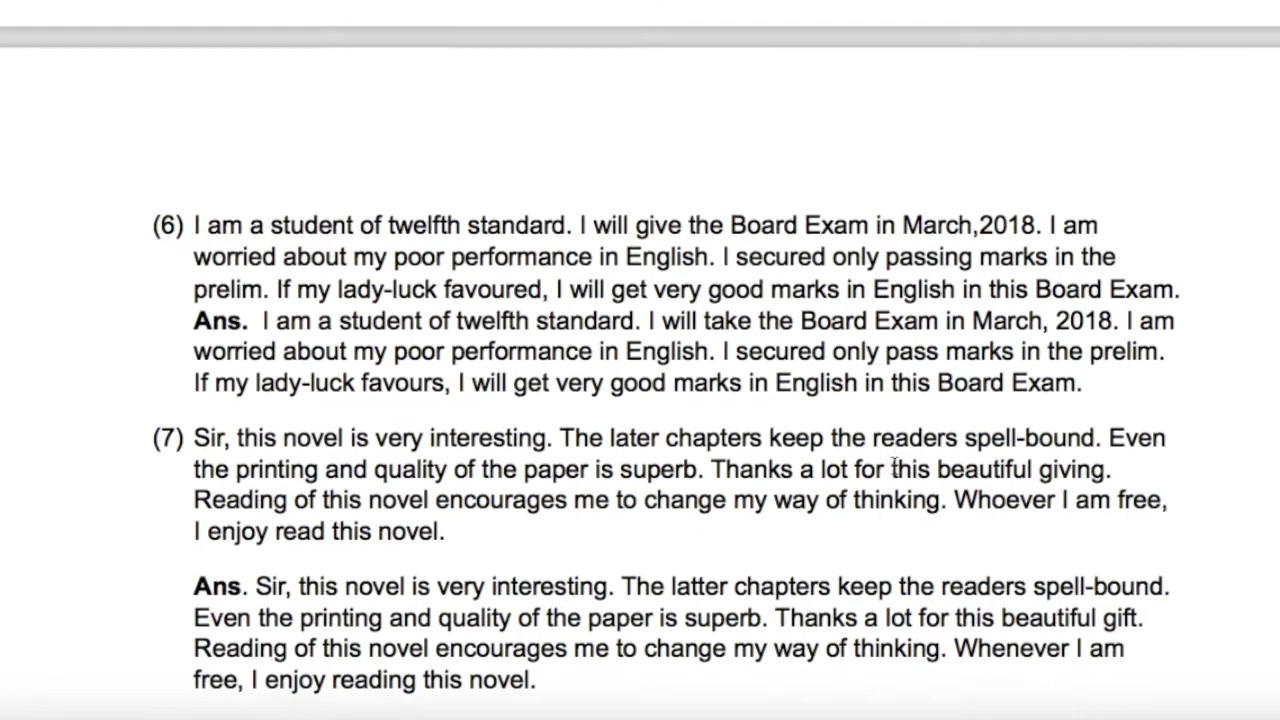 (6) I am a student of twelfth standard. I will give the Board Exam in March,2018. I am
worried about my poor performance in English. I secured only passing marks in the
prelim. If my lady-luck favoured, I will get very good marks in English in this Board Exam.
Ans. I am a student of twelfth standard. I will take the Board Exam in March, 2018. I am
worried about my poor performance in English. I secured only pass marks in the prelim.
If my lady-luck favours, I will get very good marks in English in this Board Exam.
(7) Sir, this novel is very interesting. The later chapters keep the readers spell-bound. Even
the printing and quality of the paper is superb. Thanks a lot for this beautiful giving.
Reading of this novel encourages me to change my way of thinking. Whoever I am free,
I enjoy read this novel.
Ans. Sir, this novel is very interesting. The latter chapters keep the readers spell-bound.
Even the printing and quality of the paper is superb. Thanks a lot for this beautiful gift.
Reading of this novel encourages me to change my way of thinking. Whenever I am
free, I enjoy reading this novel.